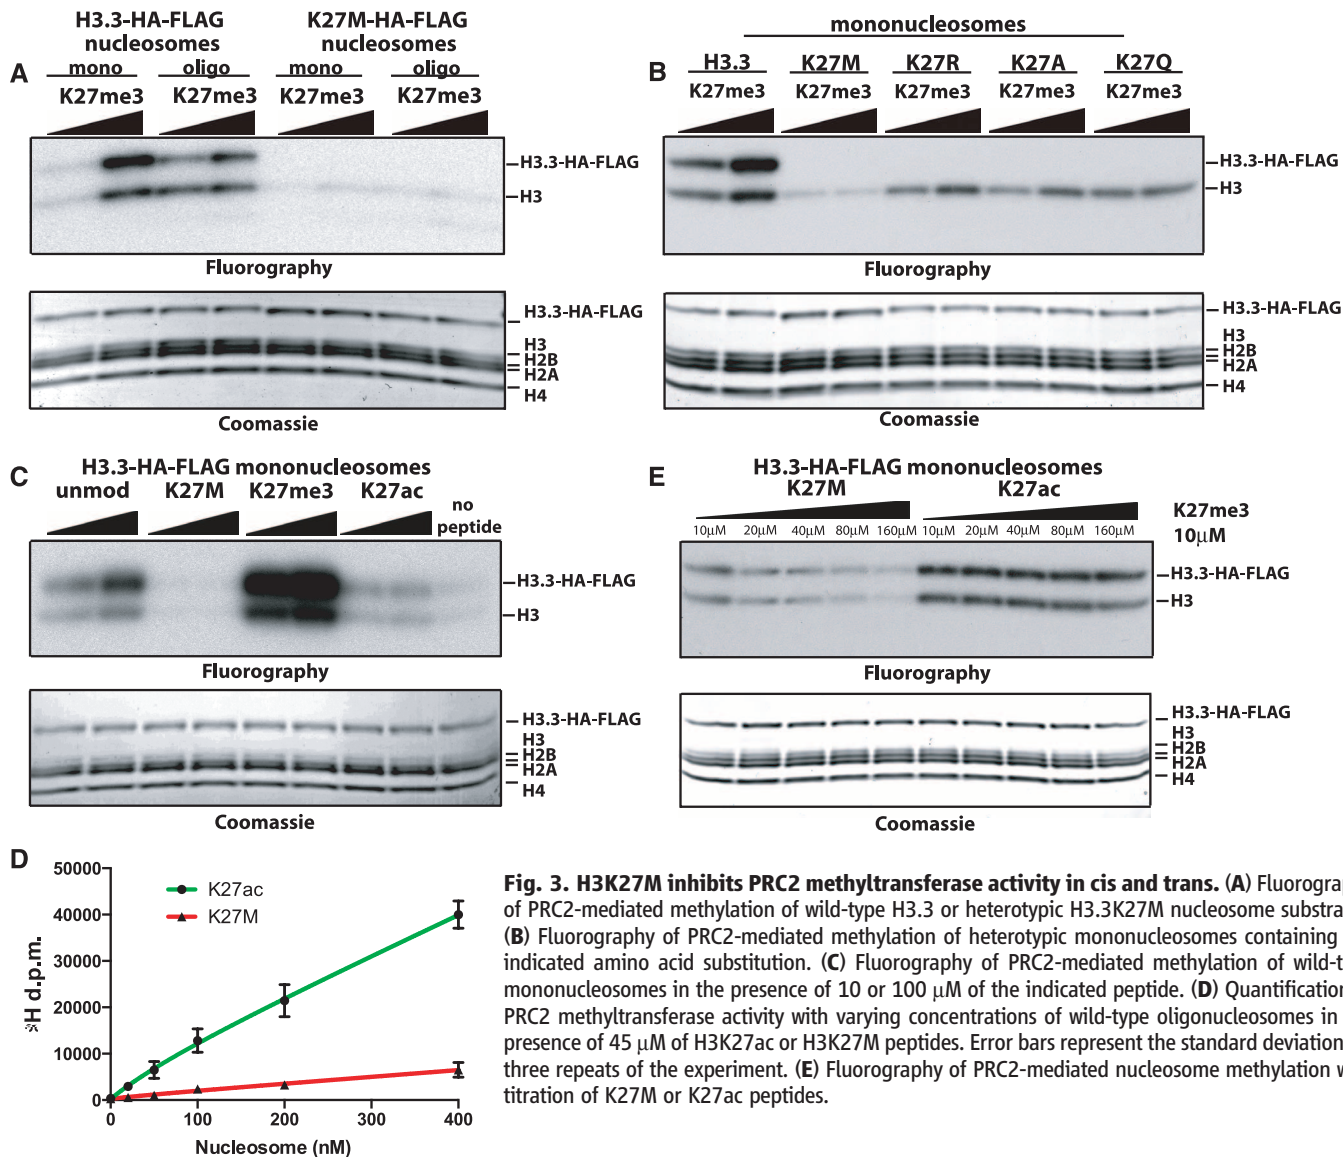 A
H3.3-HA-FLAG
nucleosomes
K27M-HA-FLAG
nucleosomes
mono
oligo
mono
oligo
K27me3
K27me3
K27me3
K27me3
H3.3-HA-FLAG
H3
Fluorography
H3.3-HA-FLAG
H3
H2B
H2A
H4
Coomassie
B
mononucleosomes
H3.3
K27M
K27R
K27A
K27Q
K27me3
K27me3
K27me3
K27me3
K27me3
H3.3-HA-FLAG
H3
Fluorography
H3.3-HA-FLAG
H3
H2B
H2A
H4
Coomassie
C
H3.3-HA-FLAG mononucleosomes
unmod
K27M
K27me3
K27ac
no
peptide
H3.3-HA-FLAG
H3
Fluorography
H3.3-HA-FLAG
H3
H2B
H2A
H4
Coomassie
E
H3.3-HA-FLAG mononucleosomes
K27M
K27ac
K27me3
10µM
10µM 20µM 40µM 80µM 160µM 10µM 20µM 40µM 80µM 160µM
H3.3-HA-FLAG
H3
Fluorography
H3.3-HA-FLAG
H3
H2B
H2A
H4
Coomassie
D
K27ac
K27M
50000
40000
30000
20000
10000
0
³H d.p.m.
0 100 200 300 400
Nucleosome (nM)
Fig. 3. H3K27M inhibits PRC2 methyltransferase activity in cis and trans. (A) Fluorograp
of PRC2-mediated methylation of wild-type H3.3 or heterotypic H3.3K27M nucleosome substra
(B) Fluorography of PRC2-mediated methylation of heterotypic mononucleosomes containing
indicated amino acid substitution. (C) Fluorography of PRC2-mediated methylation of wild-t
mononucleosomes in the presence of 10 or 100 µM of the indicated peptide. (D) Quantification
PRC2 methyltransferase activity with varying concentrations of wild-type oligonucleosomes in
presence of 45 µM of H3K27ac or H3K27M peptides. Error bars represent the standard deviation
three repeats of the experiment. (E) Fluorography of PRC2-mediated nucleosome methylation w
titration of K27M or K27ac peptides.